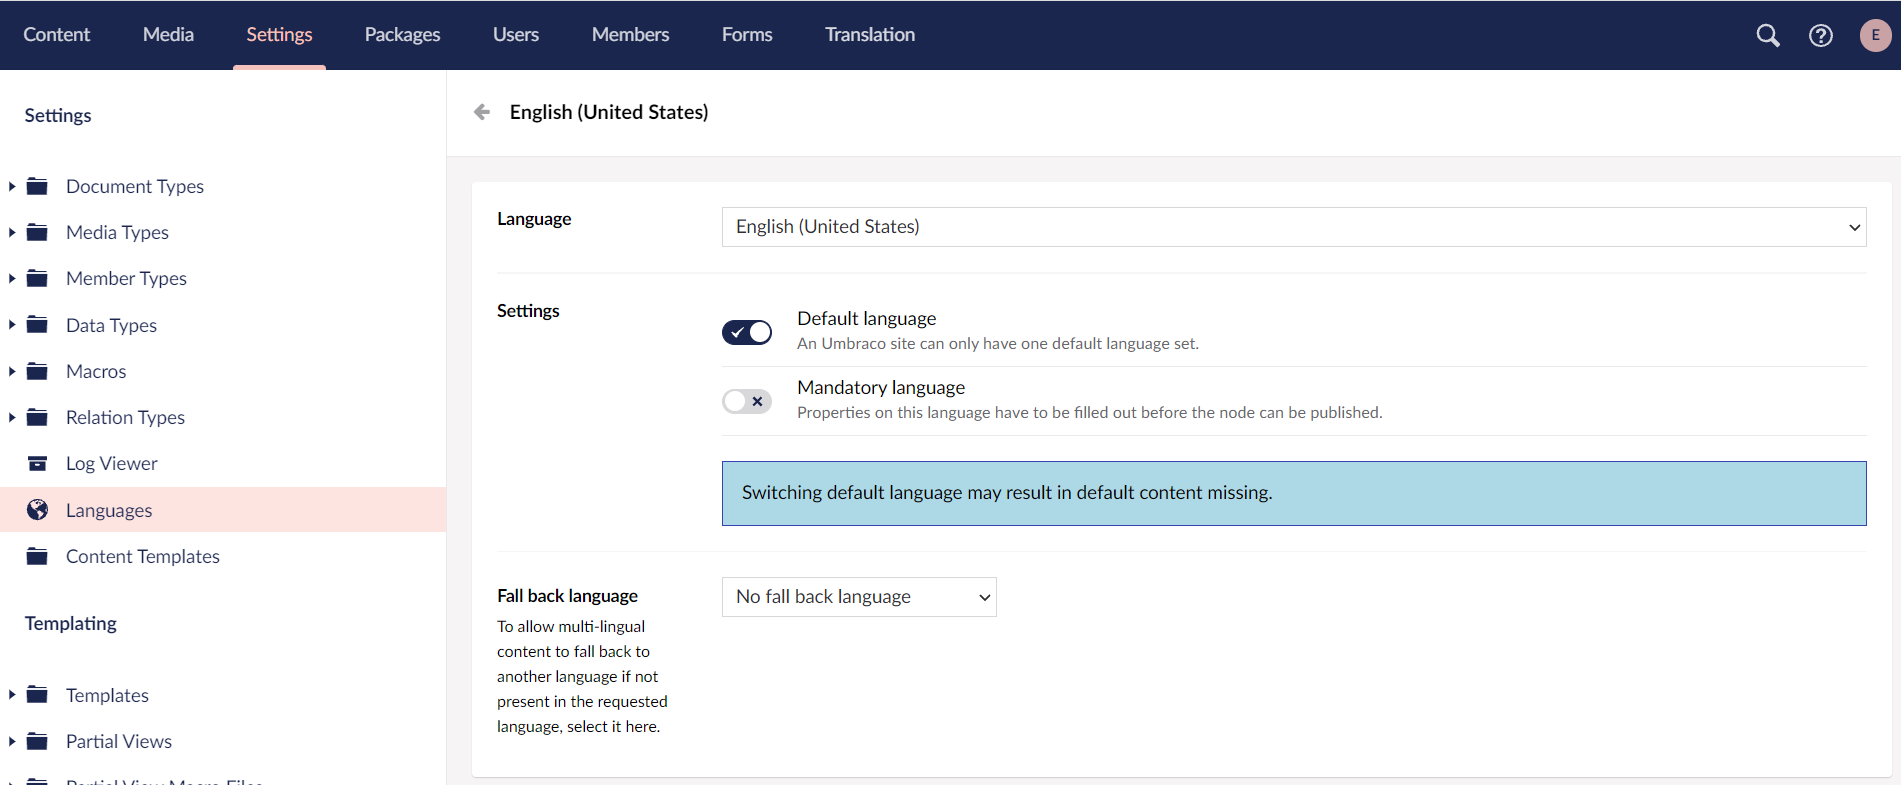 Content Media Settings Packages Users Members Forms Translation E
Settings
Document Types
Media Types
Member Types
Data Types
Macros
Relation Types
Log Viewer
Languages
Content Templates
Templating
Templates
Partial Views
Partial View Macro Files
English (United States)
Language
English (United States)
Settings
Default language
An Umbraco site can only have one default language set.
Mandatory language
Properties on this language have to be filled out before the node can be published.
Switching default language may result in default content missing.
Fall back language
No fall back language
To allow multi-lingual
content to fall back to
another language if not
present in the requested
language, select it here.